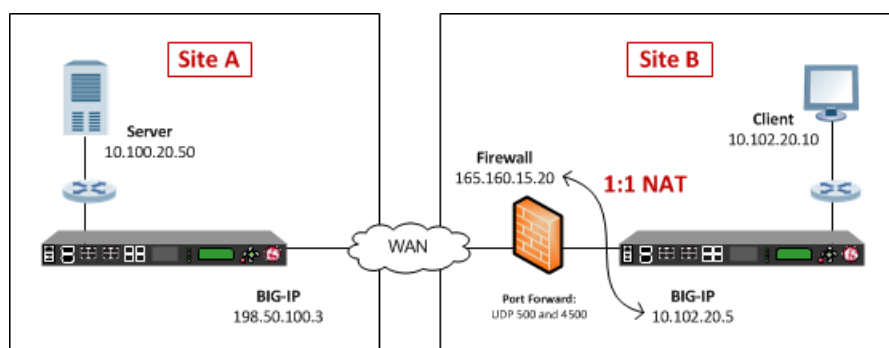 Site A
Server
10.100.20.50
BIG-IP
198.50.100.3
WAN
Site B
Client
10.102.20.10
Firewall
165.160.15.20
1:1 NAT
Port Forward:
UDP 500 and 4500
BIG-IP
10.102.20.5